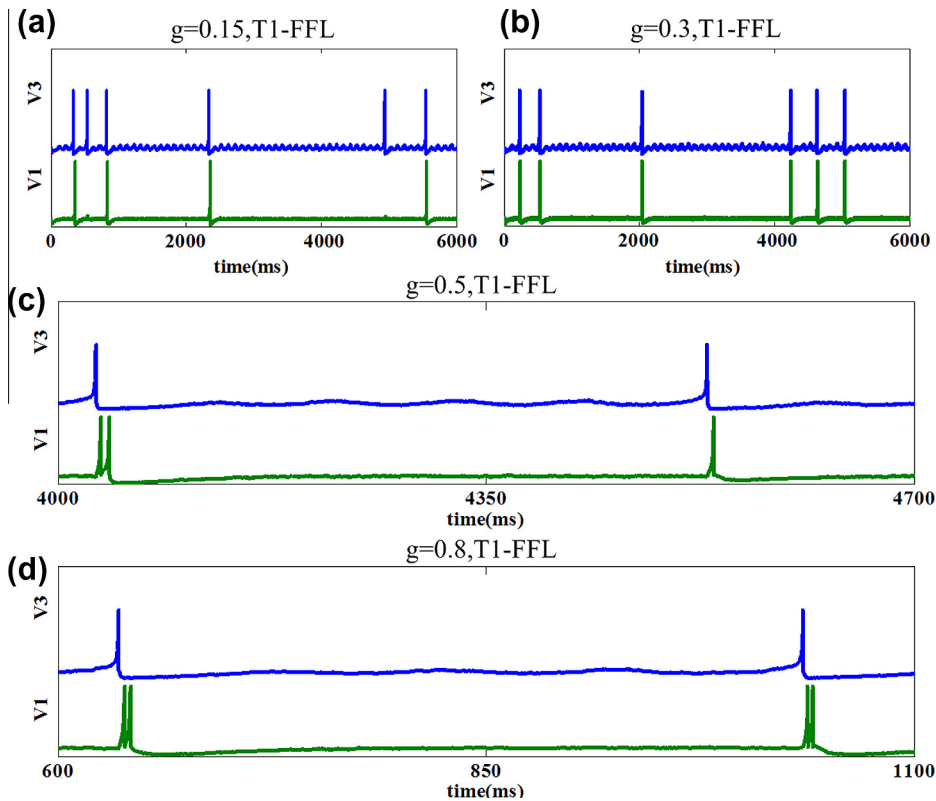 (a)
g=0.15,T1-FFL
V3
V1
0 2000 4000 6000
time(ms)
(b)
g=0.3,T1-FFL
V3
V1
0 2000 4000 6000
time(ms)
(c)
g=0.5,T1-FFL
V3
V1
4000 4350 4700
time(ms)
(d)
g=0.8,T1-FFL
V3
V1
600 850 1100
time(ms)